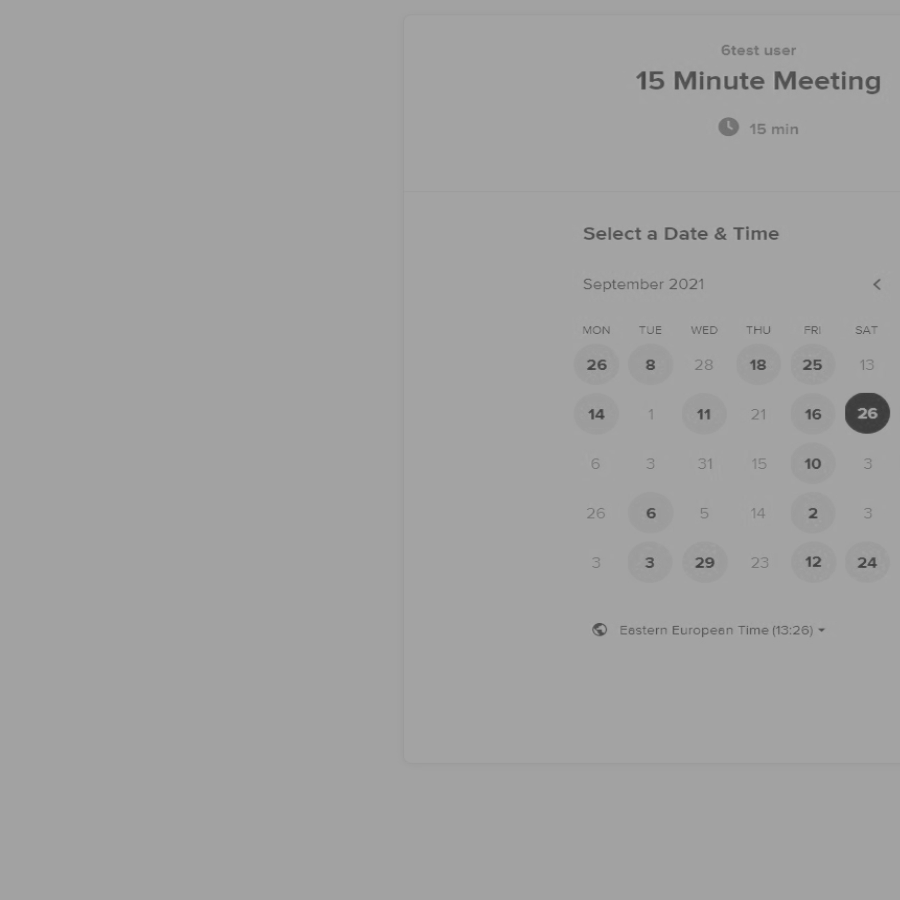 6test user
15 Minute Meeting
15 min
Select a Date & Time
September 2021
MON TUE WED THU FRI SAT
26 8 28 18 25 13
14 1 11 21 16 26
6 3 31 15 10 3
26 6 5 14 2 3
3 3 29 23 12 24
Eastern European Time (13:26)